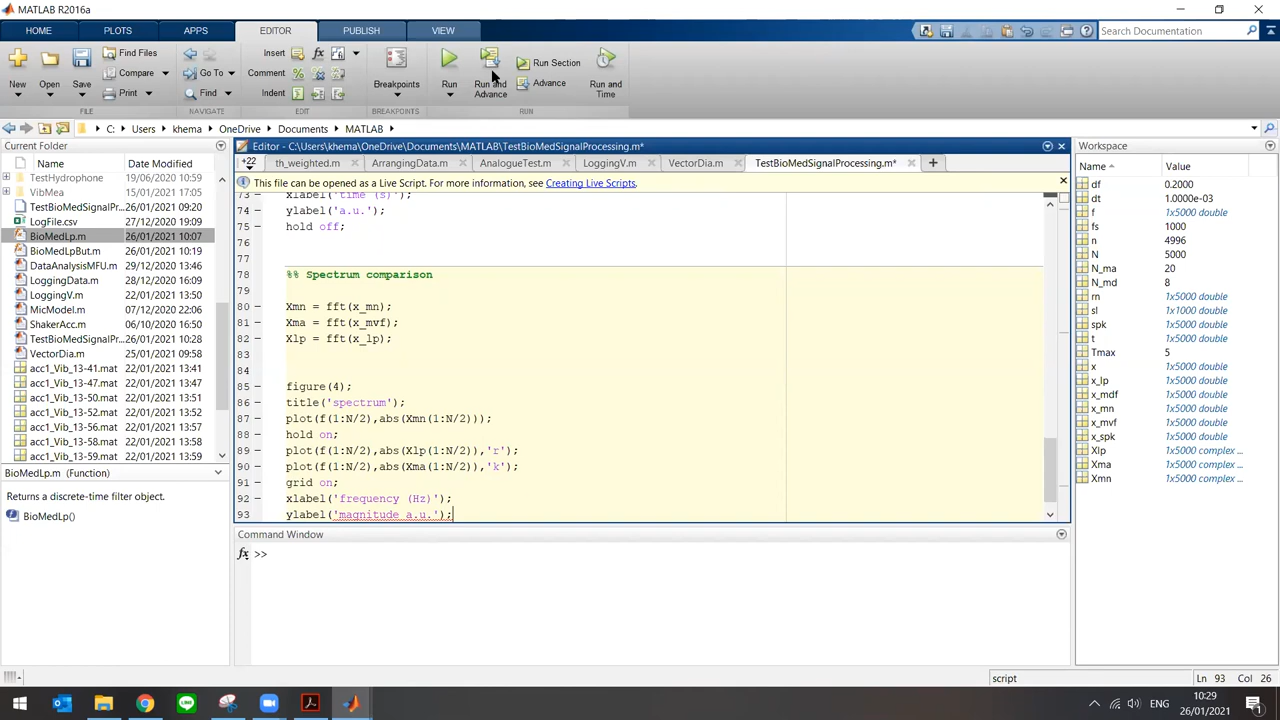 MATLAB R2016a
HOME PLOTS APPS EDITOR PUBLISH VIEW Search Documentation
New Open Save Find Files Compare Print Go To Find Insert Comment Indent Breakpoints Run Run and Advance Run Section Advance Run and Time
FILE NAVIGATE EDIT BREAKPOINTS RUN
C: Users khema OneDrive Documents MATLAB
Current Folder
Name Date Modified
TestHydrophone 19/06/2020 10:59
VibMea 15/01/2021 17:05
TestBioMedSignalPr... 26/01/2021 09:20
LogFile.csv 27/12/2020 19:09
BioMedLp.m 26/01/2021 10:07
BioMedLpBut.m 26/01/2021 10:19
DataAnalysisMFU.m 29/12/2020 13:46
LoggingData.m 28/12/2020 16:09
LoggingV.m 22/01/2021 13:50
MicModel.m 07/12/2020 22:06
ShakerAcc.m 06/10/2020 16:50
TestBioMedSignalPr... 26/01/2021 10:28
VectorDia.m 25/01/2021 09:58
acc1_Vib_13-41.mat 22/01/2021 13:41
acc1_Vib_13-47.mat 22/01/2021 13:47
acc1_Vib_13-50.mat 22/01/2021 13:51
acc1_Vib_13-52.mat 22/01/2021 13:52
acc1_Vib_13-56.mat 22/01/2021 13:57
acc1_Vib_13-58.mat 22/01/2021 13:58
acc1_Vib_13-59.mat 22/01/2021 13:59
BioMedLp.m (Function)
Returns a discrete-time filter object.
BioMedLp()
Editor - C:\Users\khema\OneDrive\Documents\MATLAB\TestBioMedSignalProcessing.m*
+22 th_weighted.m ArrangingData.m AnalogueTest.m LoggingV.m VectorDia.m TestBioMedSignalProcessing.m*
This file can be opened as a Live Script. For more information, see Creating Live Scripts.
73 xlabel('time (s)');
74 ylabel('a.u.');
75 hold off;
76
77
78 %% Spectrum comparison
79
80 Xmn = fft(x_mn);
81 Xma = fft(x_mvf);
82 Xlp = fft(x_lp);
83
84
85 figure(4);
86 title('spectrum');
87 plot(f(1:N/2),abs(Xmn(1:N/2)));
88 hold on;
89 plot(f(1:N/2),abs(Xlp(1:N/2)),'r');
90 plot(f(1:N/2),abs(Xma(1:N/2)),'k');
91 grid on;
92 xlabel('frequency (Hz)');
93 ylabel('magnitude a.u.');
Command Window
fx >>
Workspace
Name Value
df 0.2000
dt 1.0000e-03
f 1x5000 double
fs 1000
n 4996
N 5000
N_ma 20
N_md 8
rn 1x5000 double
sl 1x1000 double
spk 1x5000 double
t 1x5000 double
Tmax 5
x 1x5000 double
x_lp 1x5000 double
x_mdf 1x5000 double
x_mn 1x5000 double
x_mvf 1x5000 double
x_spk 1x5000 double
Xlp 1x5000 complex ...
Xma 1x5000 complex ...
Xmn 1x5000 complex ...
script Ln 93 Col 26
ENG 10:29
26/01/2021